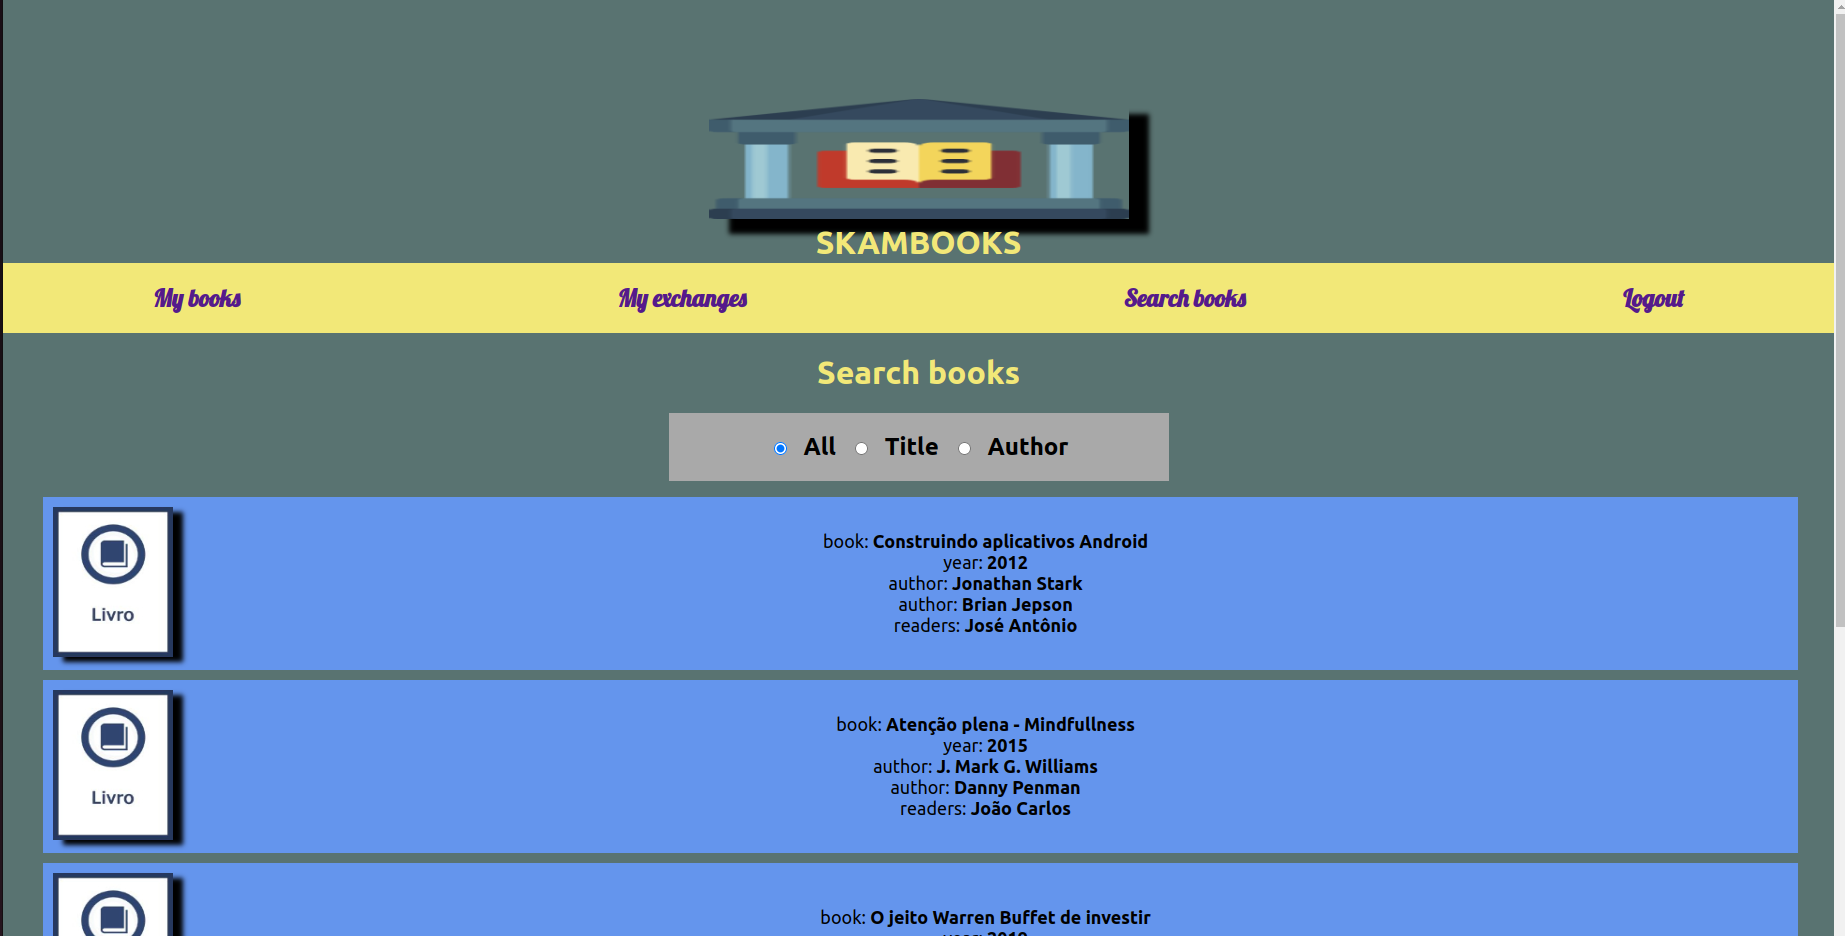 SKAMBOOKS
My books My exchanges Search books Logout
Search books
All Title Author
Livro
book: Construindo aplicativos Android
year: 2012
author: Jonathan Stark
author: Brian Jepson
readers: José Antônio
Livro
book: Atenção plena - Mindfullness
year: 2015
author: J. Mark G. Williams
author: Danny Penman
readers: João Carlos
book: O jeito Warren Buffet de investir
year: 2019